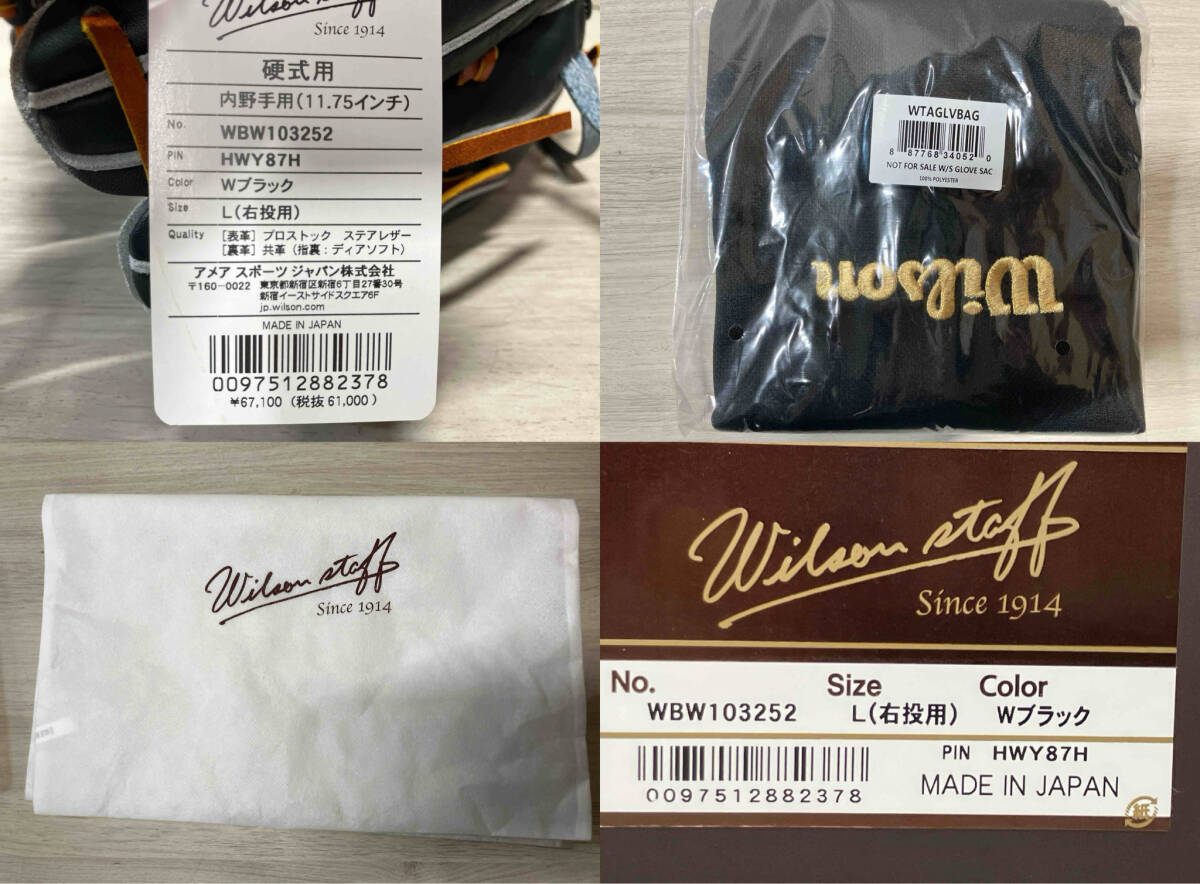 Wilson staff
Since 1914
硬式用
内野手用(11.75インチ)
No. WBW103252
PIN HWY87H
Color Wブラック
Size L(右投用)
Quality [表革] プロストック ステアレザー
[裏革] 共革 (指裏:ディアソフト)
アメア スポーツ ジャパン株式会社
〒160-0022 東京都新宿区新宿6丁目27番30号
新宿イーストサイドスクエア6F
jp.wilson.com
MADE IN JAPAN
0097512882378
¥67,100 (税抜 61,000)
WTAGLVBAG
8 87768 34052 0
NOT FOR SALE W/S GLOVE SAC
100% POLYESTER
Wilson
Wilson staff
Since 1914
Wilson staff
Since 1914
No. Size Color
WBW103252 L(右投用) Wブラック
PIN HWY87H
0097512882378 MADE IN JAPAN
紙